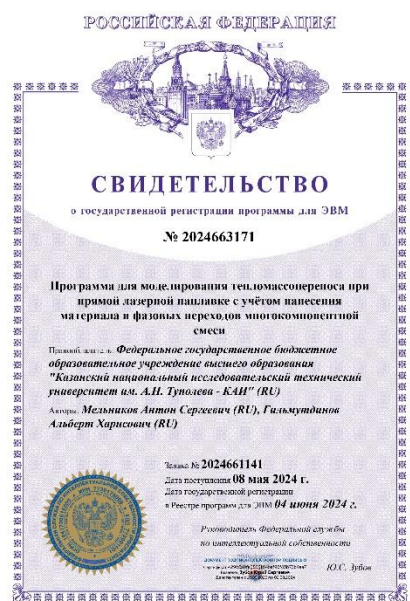 РОССИЙСКАЯ ФЕДЕРАЦИЯ
СВИДЕТЕЛЬСТВО
о государственной регистрации программы для ЭВМ
№ 2024663171
Программа для моделирования тепломассопереноса при
прямой лазерной наплавке с учётом нанесения
материала и фазовых переходов многокомпонентной
смеси
Правообладатель: Федеральное государственное бюджетное
образовательное учреждение высшего образования
"Казанский национальный исследовательский технический
университет им. А.Н. Туполева - КАИ" (RU)
Авторы: Мельников Антон Сергеевич (RU), Гильмутдинов
Альберт Харисович (RU)
Заявка № 2024661141
Дата поступления 08 мая 2024 г.
Дата государственной регистрации
в Реестре программ для ЭВМ 04 июня 2024 г.
Руководитель Федеральной службы
по интеллектуальной собственности
Ю.С. Зубов